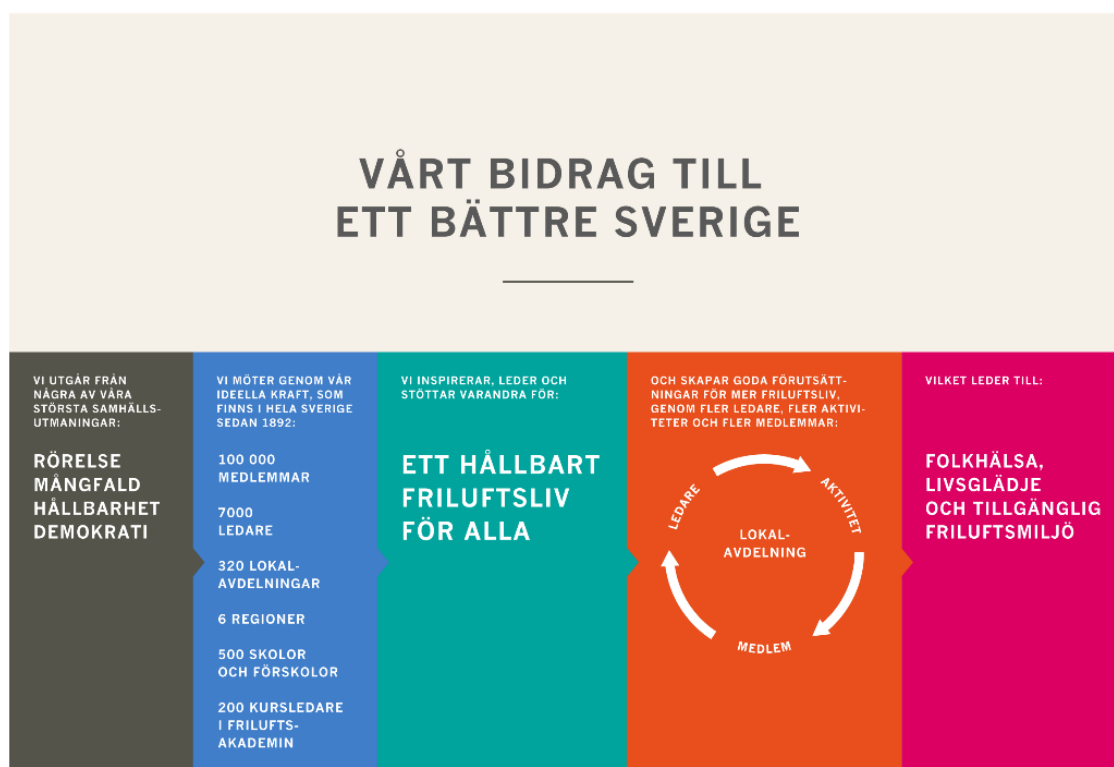 VÅRT BIDRAG TILL
ETT BÄTTRE SVERIGE
VI UTGÅR FRÅN
NÅGRA AV VÅRA
STÖRSTA SAMHÄLLS-
UTMANINGAR:
RÖRELSE
MÅNGFALD
HÅLLBARHET
DEMOKRATI
VI MÖTER GENOM VÅR
IDEELLA KRAFT, SOM
FINNS I HELA SVERIGE
SEDAN 1892:
100 000
MEDLEMMAR
7000
LEDARE
320 LOKAL-
AVDELNINGAR
6 REGIONER
500 SKOLOR
OCH FÖRSKOLOR
200 KURSLEDARE
I FRILUFTS-
AKADEMIN
VI INSPIRERAR, LEDER OCH
STÖTTAR VARANDRA FÖR:
ETT HÅLLBART
FRILUFTSLIV
FÖR ALLA
OCH SKAPAR GODA FÖRUTSÄTT-
NINGAR FÖR MER FRILUFTSLIV,
GENOM FLER LEDARE, FLER AKTIVI-
TETER OCH FLER MEDLEMMAR:
LEDARE
AKTIVITET
LOKAL-
AVDELNING
MEDLEM
VILKET LEDER TILL:
FOLKHÄLSA,
LIVSGLÄDJE
OCH TILLGÄNGLIG
FRILUFTSMILJÖ